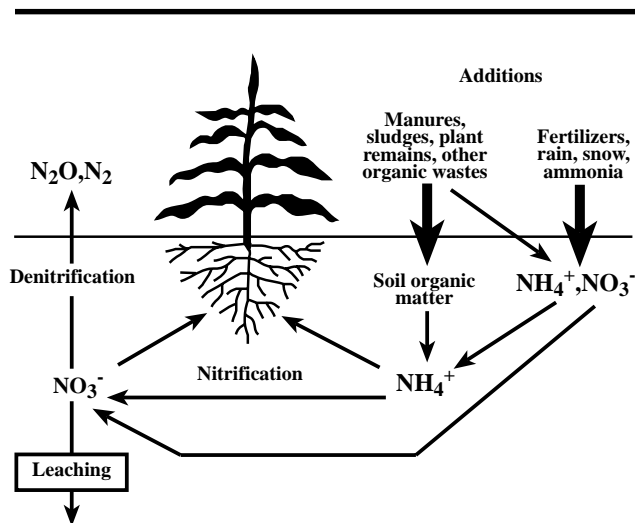 Additions
Manures,
sludges, plant
remains, other
organic wastes
Fertilizers,
rain, snow,
ammonia
N₂O,N₂
Denitrification
Soil organic
matter
NH₄⁺,NO₃⁻
Nitrification
NO₃⁻
NH₄⁺
Leaching